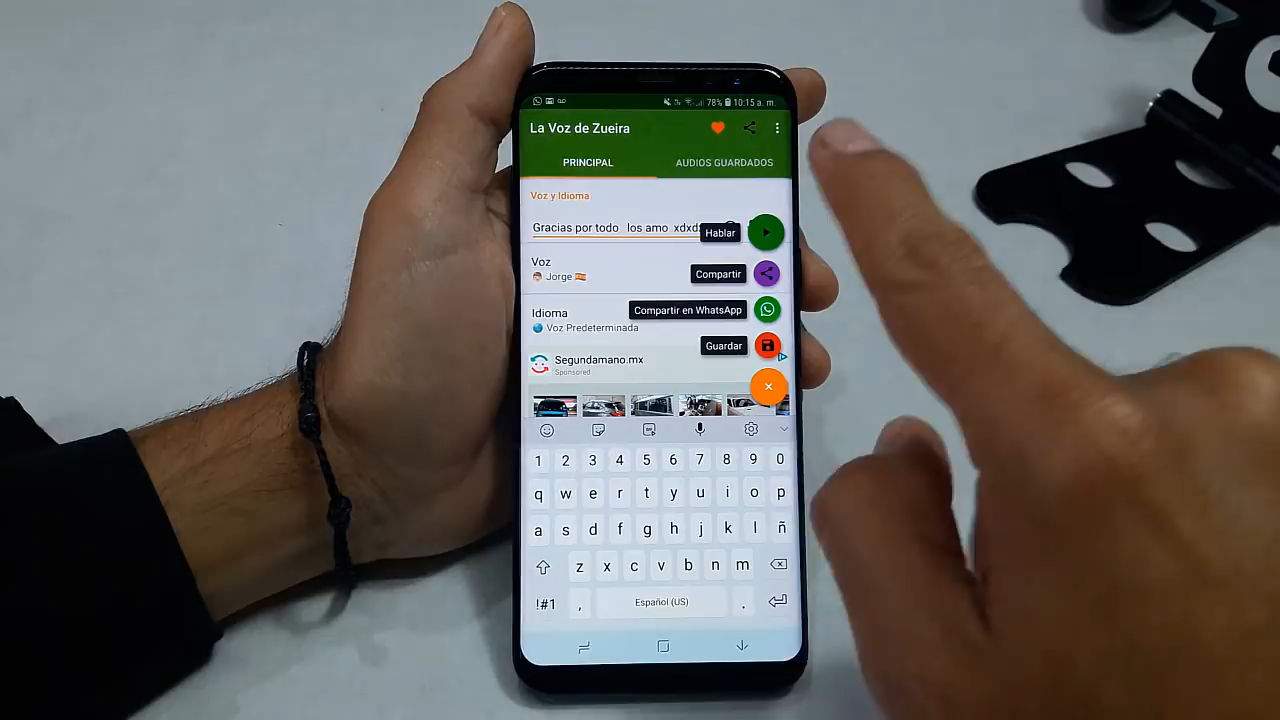 78% 10:15 a. m.
La Voz de Zueira
PRINCIPAL AUDIOS GUARDADOS
Voz y Idioma
Gracias por todo los amo xdxd
Hablar
Voz
Jorge
Compartir
Idioma
Compartir en WhatsApp
Voz Predeterminada
Guardar
Segundamano.mx
Sponsored
1 2 3 4 5 6 7 8 9 0
q w e r t y u i o p
a s d f g h j k l ñ
z x c v b n m
!#1 , Español (US) .